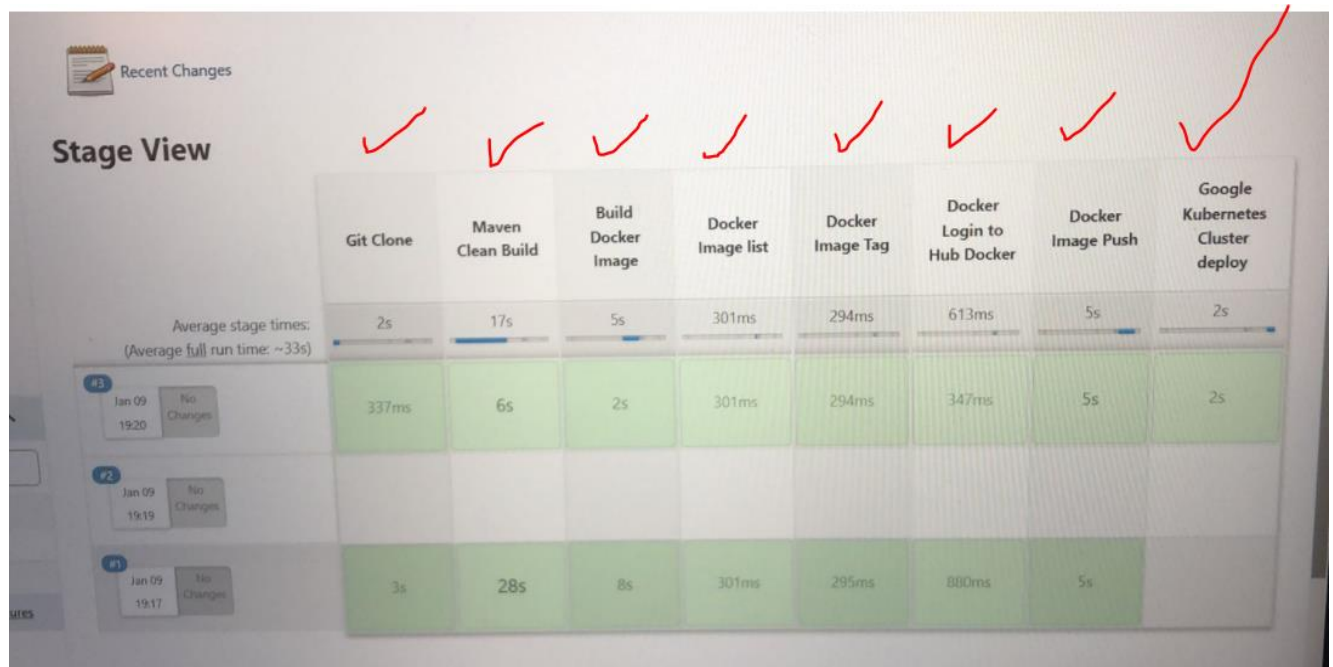 Recent Changes
Stage View
Git Clone
Maven
Clean Build
Build
Docker
Image
Docker
Image list
Docker
Image Tag
Docker
Login to
Hub Docker
Docker
Image Push
Google
Kubernetes
Cluster
deploy
Average stage times:
(Average full run time: ~33s)
2s
17s
5s
301ms
294ms
613ms
5s
2s
#3
Jan 09
19:20
No
Changes
337ms
6s
2s
301ms
294ms
347ms
5s
2s
#2
Jan 09
19:19
No
Changes
#1
Jan 09
19:17
No
Changes
3s
28s
8s
301ms
295ms
880ms
5s
ures